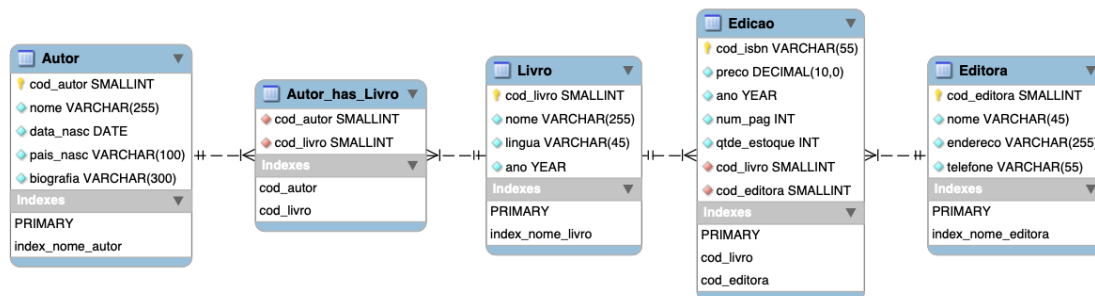 Autor
cod_autor SMALLINT
nome VARCHAR(255)
data_nasc DATE
pais_nasc VARCHAR(100)
biografia VARCHAR(300)
Indexes
PRIMARY
index_nome_autor
Autor_has_Livro
cod_autor SMALLINT
cod_livro SMALLINT
Indexes
cod_autor
cod_livro
Livro
cod_livro SMALLINT
nome VARCHAR(255)
lingua VARCHAR(45)
ano YEAR
Indexes
PRIMARY
index_nome_livro
Edicao
cod_isbn VARCHAR(55)
preco DECIMAL(10,0)
ano YEAR
num_pag INT
qtde_estoque INT
cod_livro SMALLINT
cod_editora SMALLINT
Indexes
PRIMARY
cod_livro
cod_editora
Editora
cod_editora SMALLINT
nome VARCHAR(45)
endereco VARCHAR(255)
telefone VARCHAR(55)
Indexes
PRIMARY
index_nome_editora